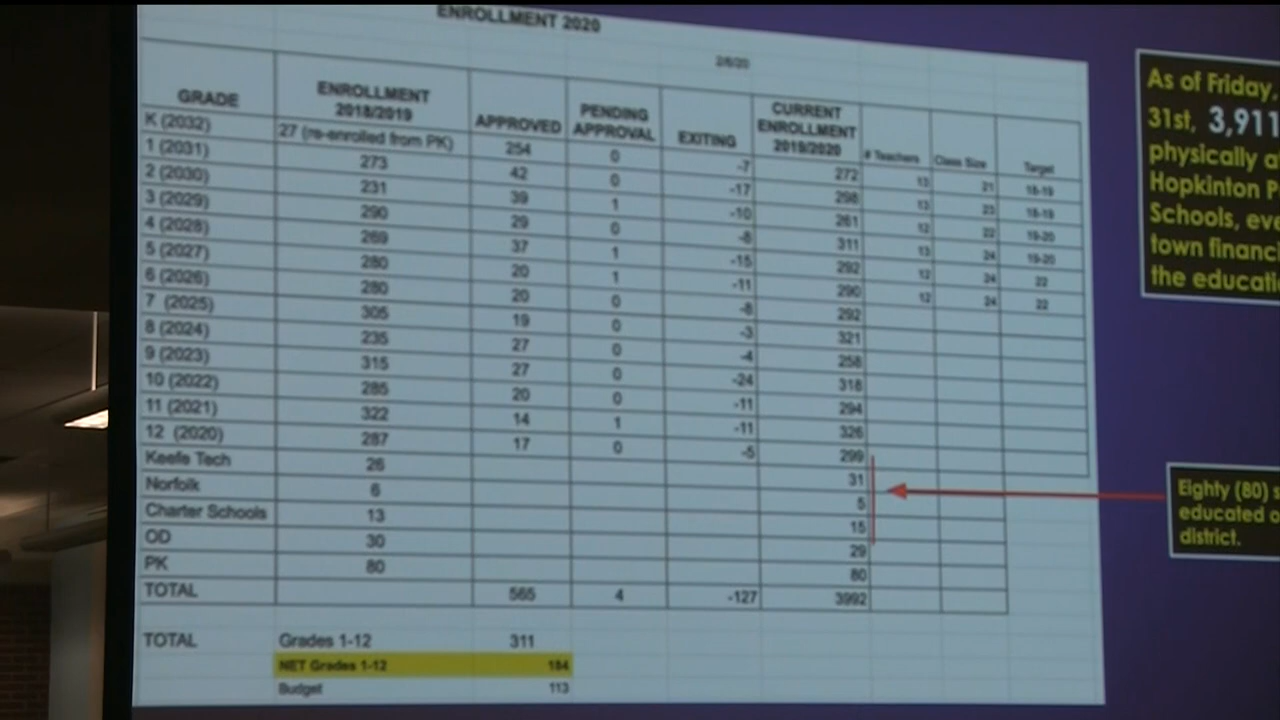 ENROLLMENT 2020
2/6/20
GRADE ENROLLMENT 2018/2019 APPROVED PENDING APPROVAL EXITING CURRENT ENROLLMENT 2019/2020 # Teachers Class Size Target
K (2032) 27 (re-enrolled from PK) 254 0 -7 272 13 21 18-19
1 (2031) 273 42 0 -17 298 13 23 18-19
2 (2030) 231 39 1 -10 261 12 22 19-20
3 (2029) 290 29 0 -8 311 13 24 19-20
4 (2028) 269 37 1 -15 292 12 24 22
5 (2027) 280 20 1 -11 290 12 24 22
6 (2026) 280 20 0 -8 292
7 (2025) 305 19 0 -3 321
8 (2024) 235 27 0 -4 258
9 (2023) 315 27 0 -24 318
10 (2022) 285 20 0 -11 294
11 (2021) 322 14 1 -11 326
12 (2020) 287 17 0 -5 299
Keefe Tech 26 31
Norfolk 6 5
Charter Schools 13 15
OD 30 29
PK 80 80
TOTAL 565 4 -127 3992
TOTAL Grades 1-12 311
NET Grades 1-12 184
Budget 113
As of Friday,
31st, 3,911
physically a
Hopkinton P
Schools, eve
town financi
the educati
Eighty (80) s
educated o
district.